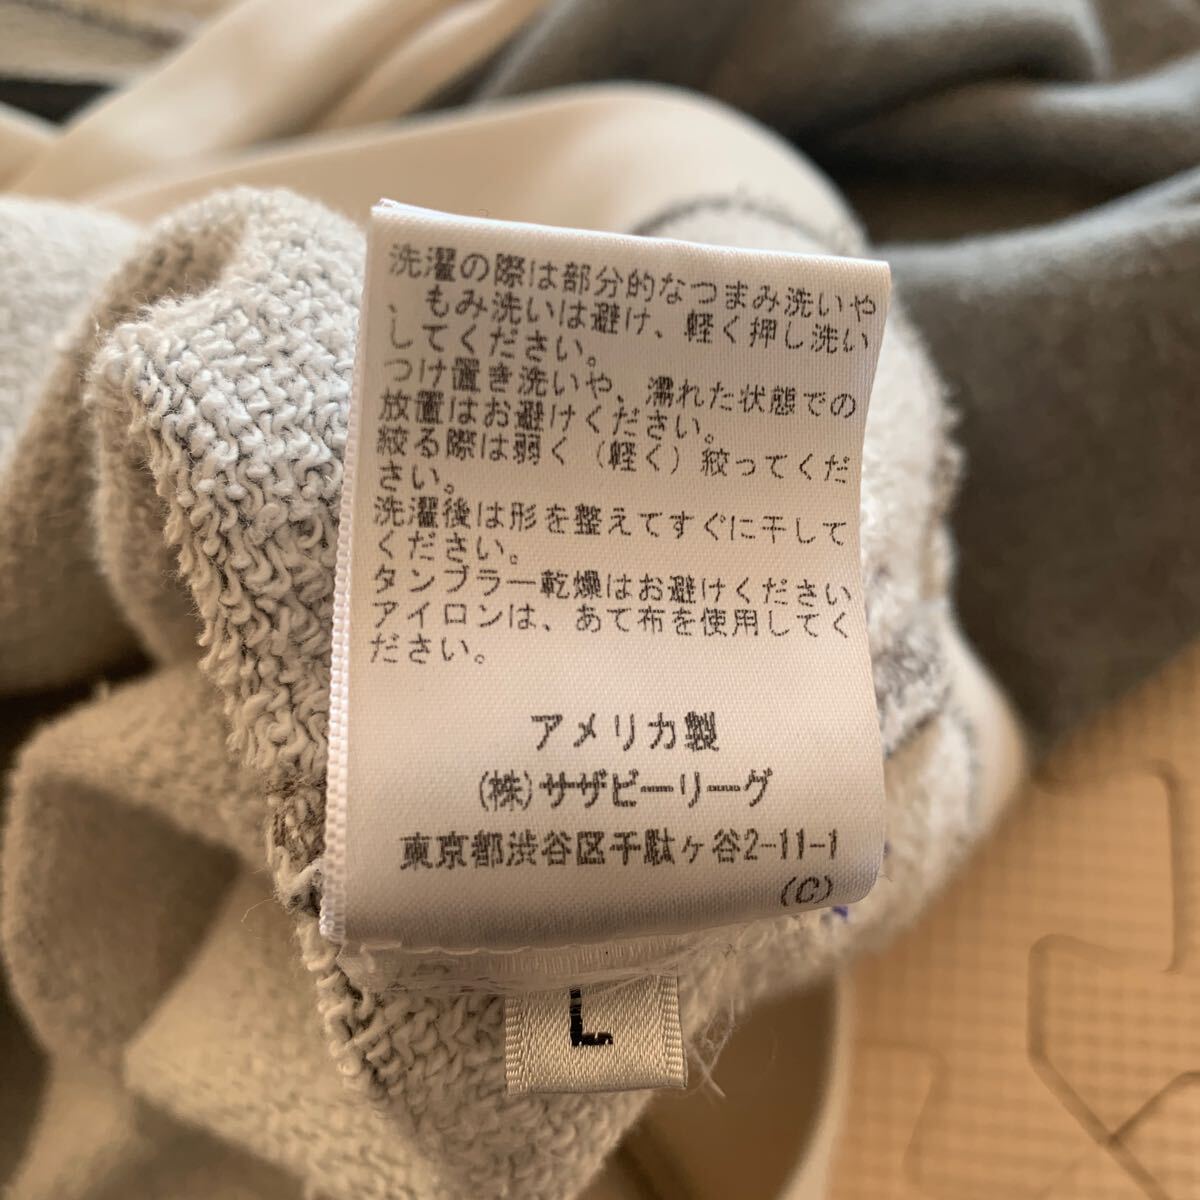 洗濯の際は部分的なつまみ洗いや
、もみ洗いは避け、軽く押し洗い
してください。
つけ置き洗いや、濡れた状態での
放置はお避けください。
絞る際は弱く（軽く）絞ってくだ
さい。
洗濯後は形を整えてすぐに干して
ください。
タンブラー乾燥はお避けください
アイロンは、あて布を使用してく
ださい。
アメリカ製
(株)サザビーリーグ
東京都渋谷区千駄ヶ谷2-11-1
(C)
L